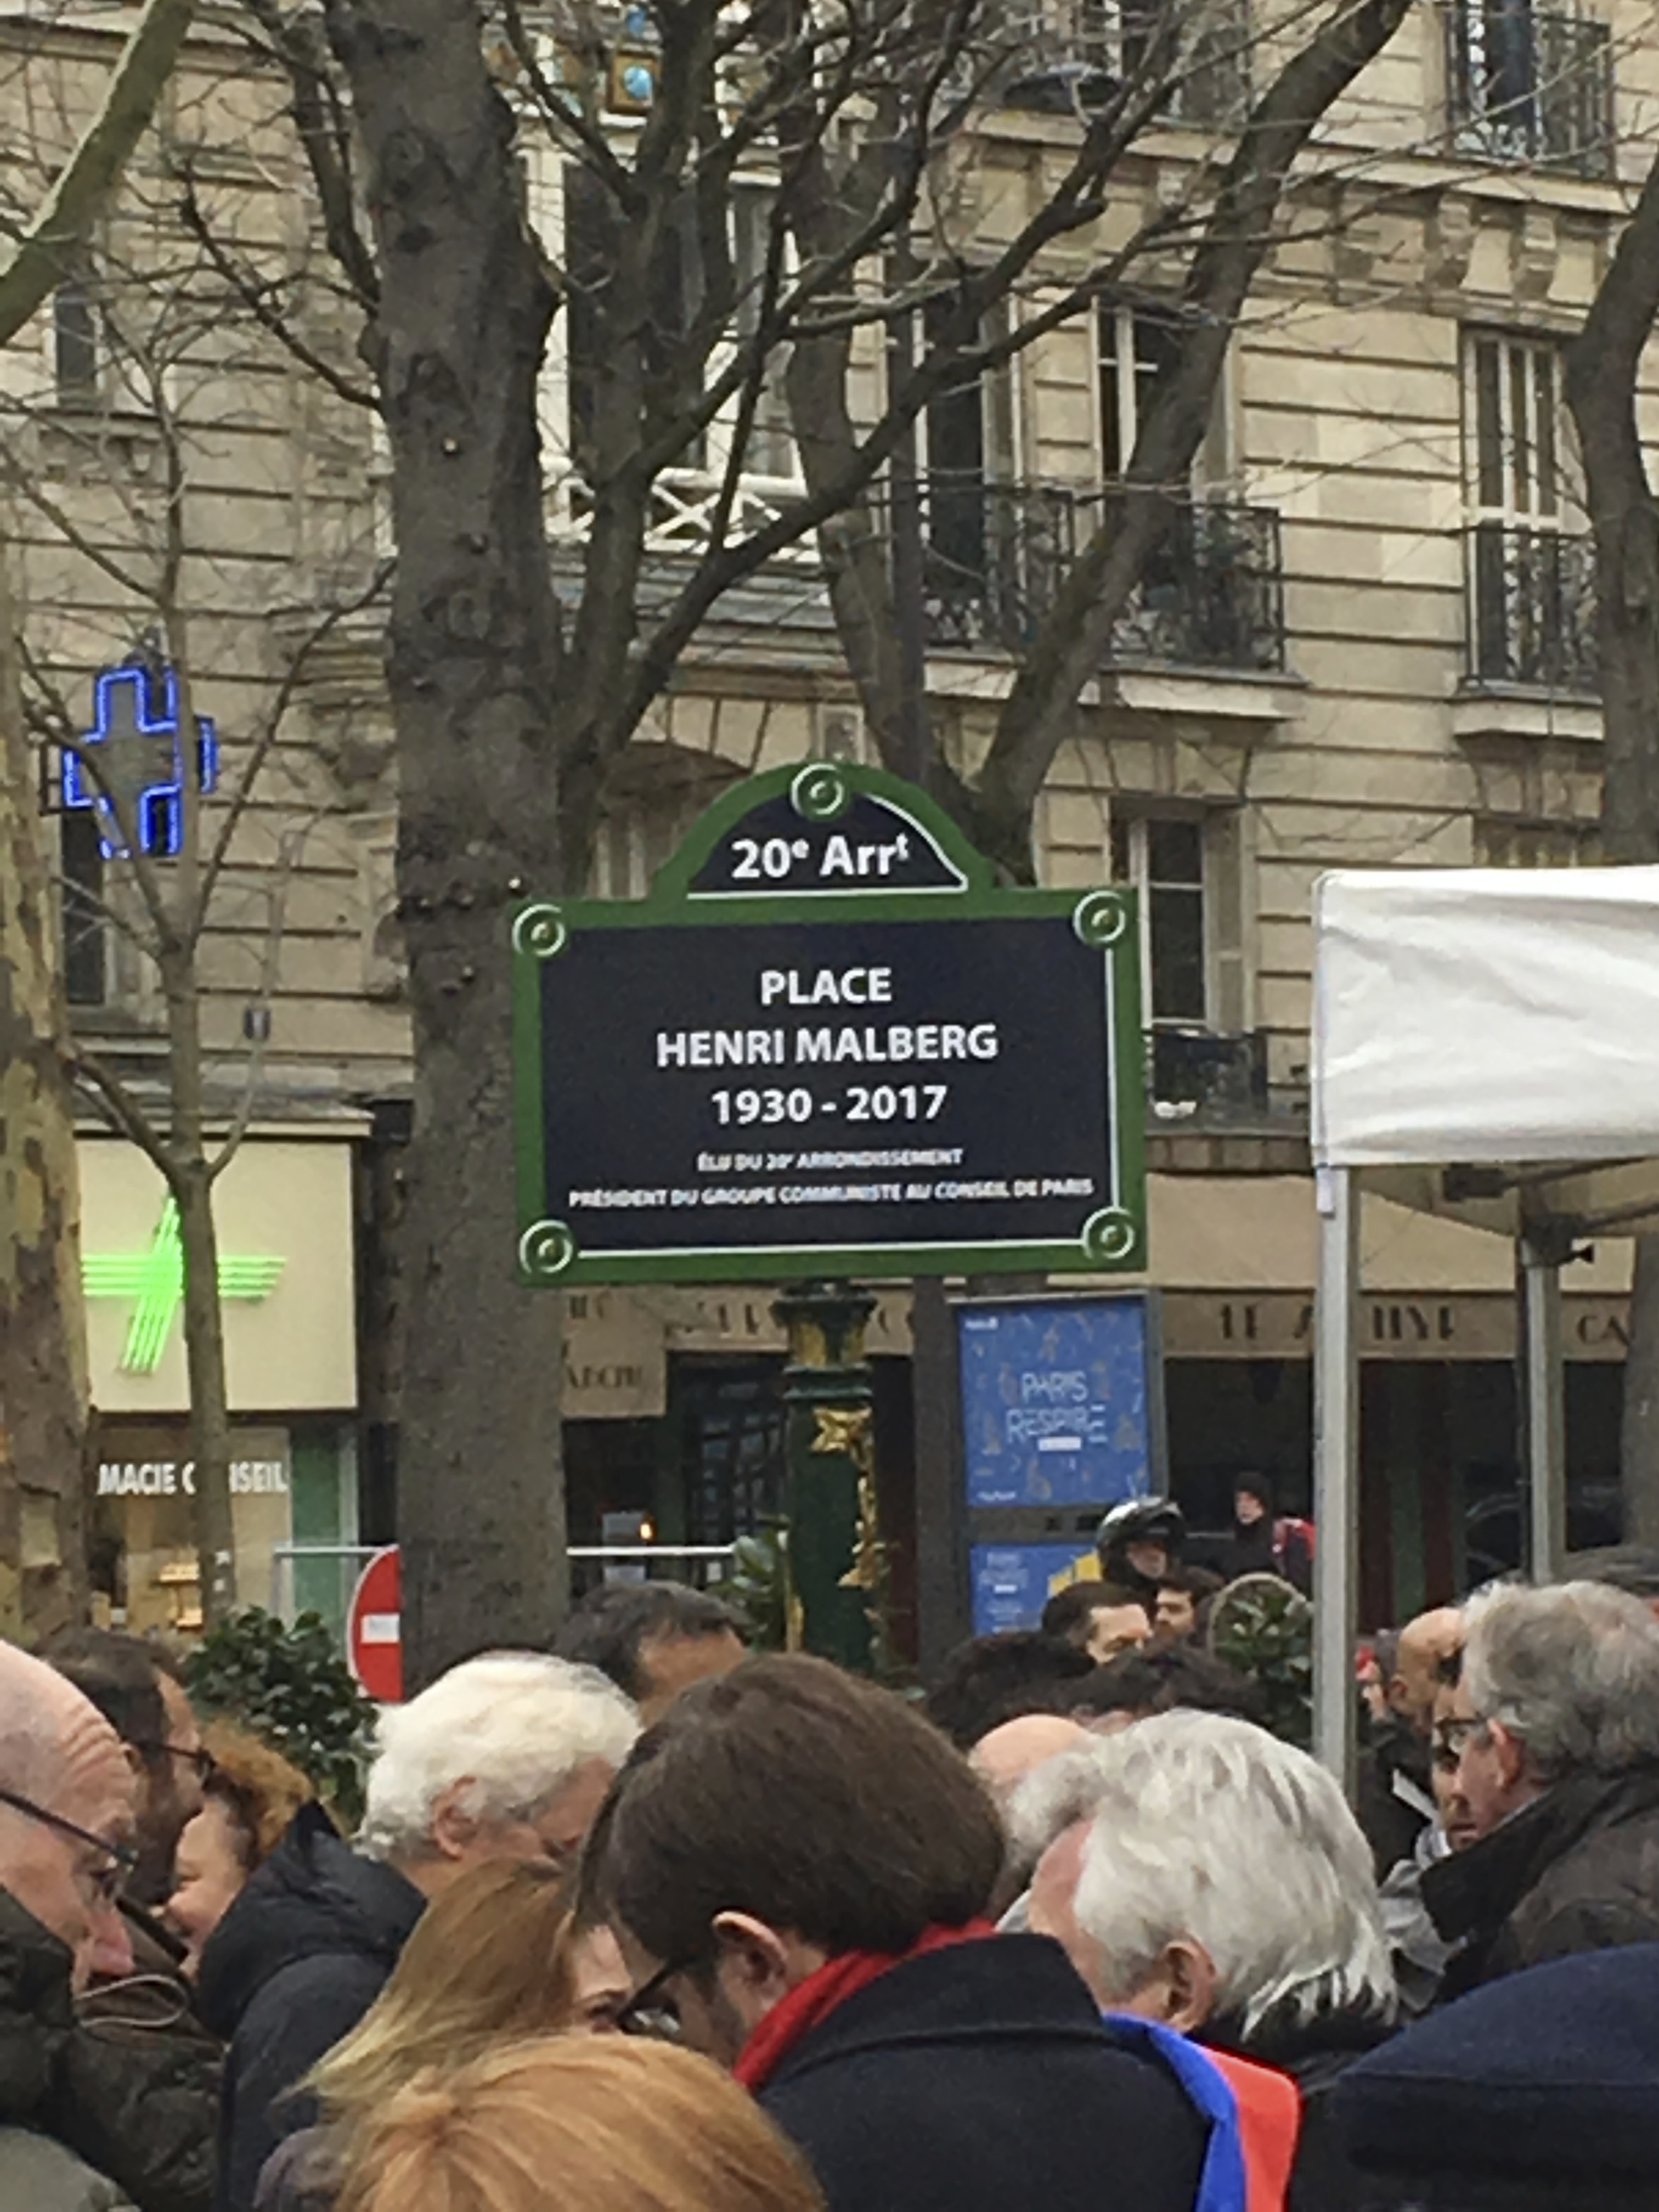 20e Arrt
PLACE
HENRI MALBERG
1930 - 2017
ÉLU DU 20e ARRONDISSEMENT
PRÉSIDENT DU GROUPE COMMUNISTE AU CONSEIL DE PARIS
PARIS
RESPIRE
MACIE CONSEIL